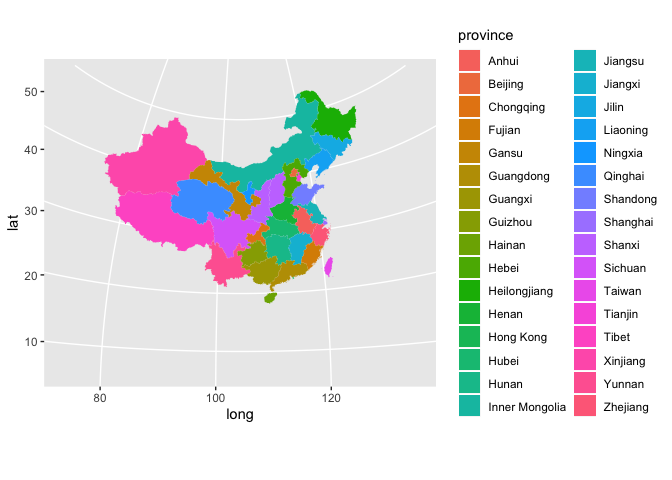 province
Anhui
Beijing
Chongqing
Fujian
Gansu
Guangdong
Guangxi
Guizhou
Hainan
Hebei
Heilongjiang
Henan
Hong Kong
Hubei
Hunan
Inner Mongolia
Jiangsu
Jiangxi
Jilin
Liaoning
Ningxia
Qinghai
Shandong
Shanghai
Shanxi
Sichuan
Taiwan
Tianjin
Tibet
Xinjiang
Yunnan
Zhejiang
50
40
30
20
10
lat
80 100 120
long